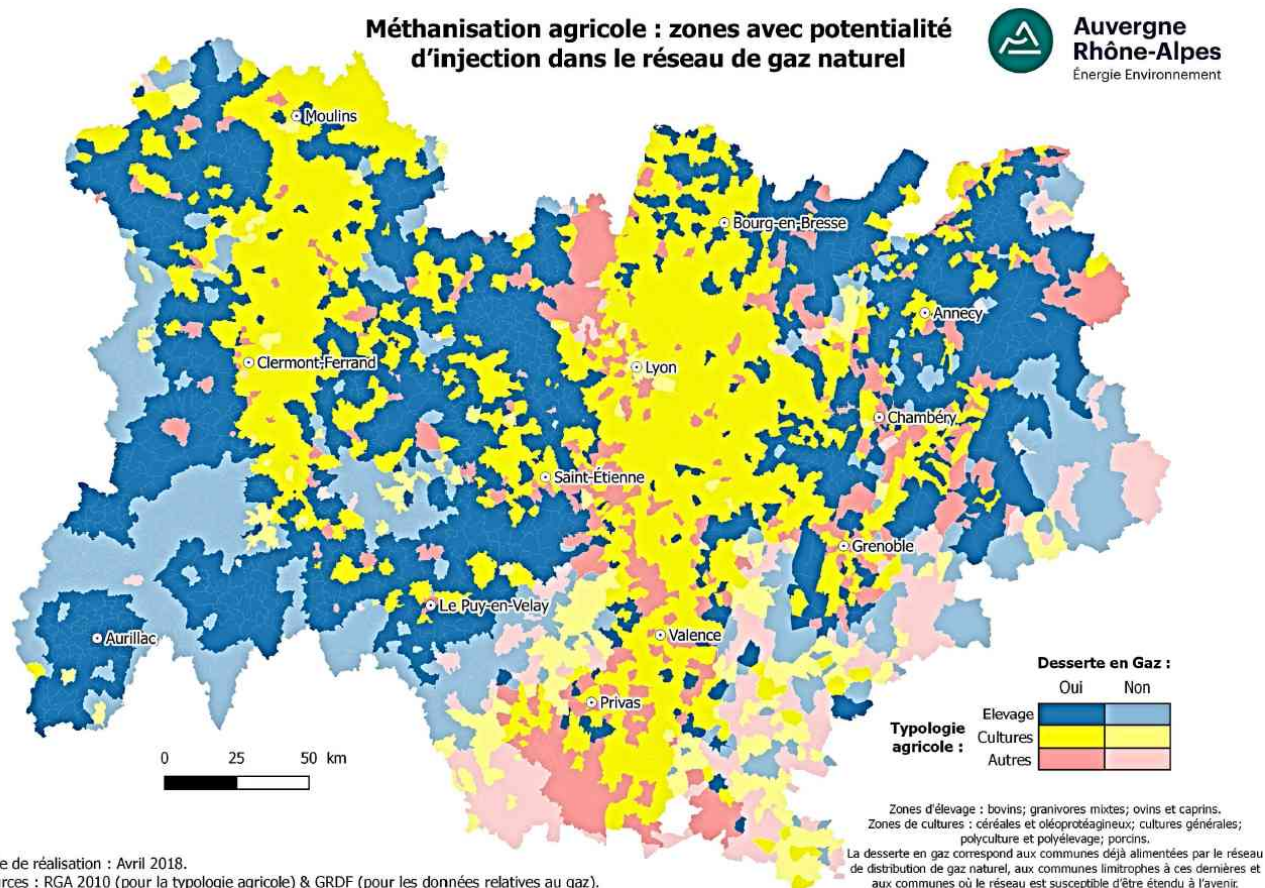 Méthanisation agricole : zones avec potentialité
d'injection dans le réseau de gaz naturel
Auvergne
Rhône-Alpes
Énergie Environnement
Moulins
Bourg-en-Bresse
Annecy
Clermont-Ferrand
Lyon
Chambéry
Saint-Étienne
Grenoble
Le Puy-en-Velay
Aurillac
Valence
Privas
0 25 50 km
Desserte en Gaz :
Oui Non
Typologie
agricole :
Elevage
Cultures
Autres
Zones d'élevage : bovins; granivores mixtes; ovins et caprins.
Zones de cultures : céréales et oléoprotéagineux; cultures générales;
polyculture et polyélevage; porcins.
La desserte en gaz correspond aux communes déjà alimentées par le réseau
de distribution de gaz naturel, aux communes limitrophes à ces dernières et
aux communes où le réseau est susceptible d'être étendu à l'avenir.
e de réalisation : Avril 2018.
rces : RGA 2010 (pour la typologie agricole) & GRDF (pour les données relatives au gaz).